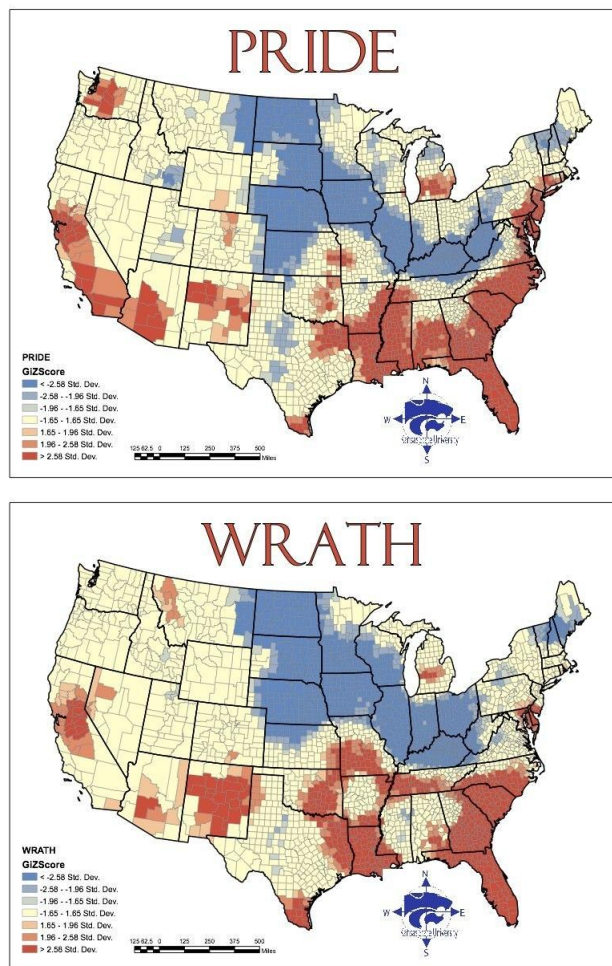 PRIDE
PRIDE
GiZScore
< -2.58 Std. Dev.
-2.58 - -1.96 Std. Dev.
-1.96 - -1.65 Std. Dev.
-1.65 - 1.65 Std. Dev.
1.65 - 1.96 Std. Dev.
1.96 - 2.58 Std. Dev.
> 2.58 Std. Dev.
125 62.5 0 125 250 375 500
Miles
N
W E
S
WRATH
WRATH
GiZScore
< -2.58 Std. Dev.
-2.58 - -1.96 Std. Dev.
-1.96 - -1.65 Std. Dev.
-1.65 - 1.65 Std. Dev.
1.65 - 1.96 Std. Dev.
1.96 - 2.58 Std. Dev.
> 2.58 Std. Dev.
125 62.5 0 125 250 375 500
Miles
N
W E
S